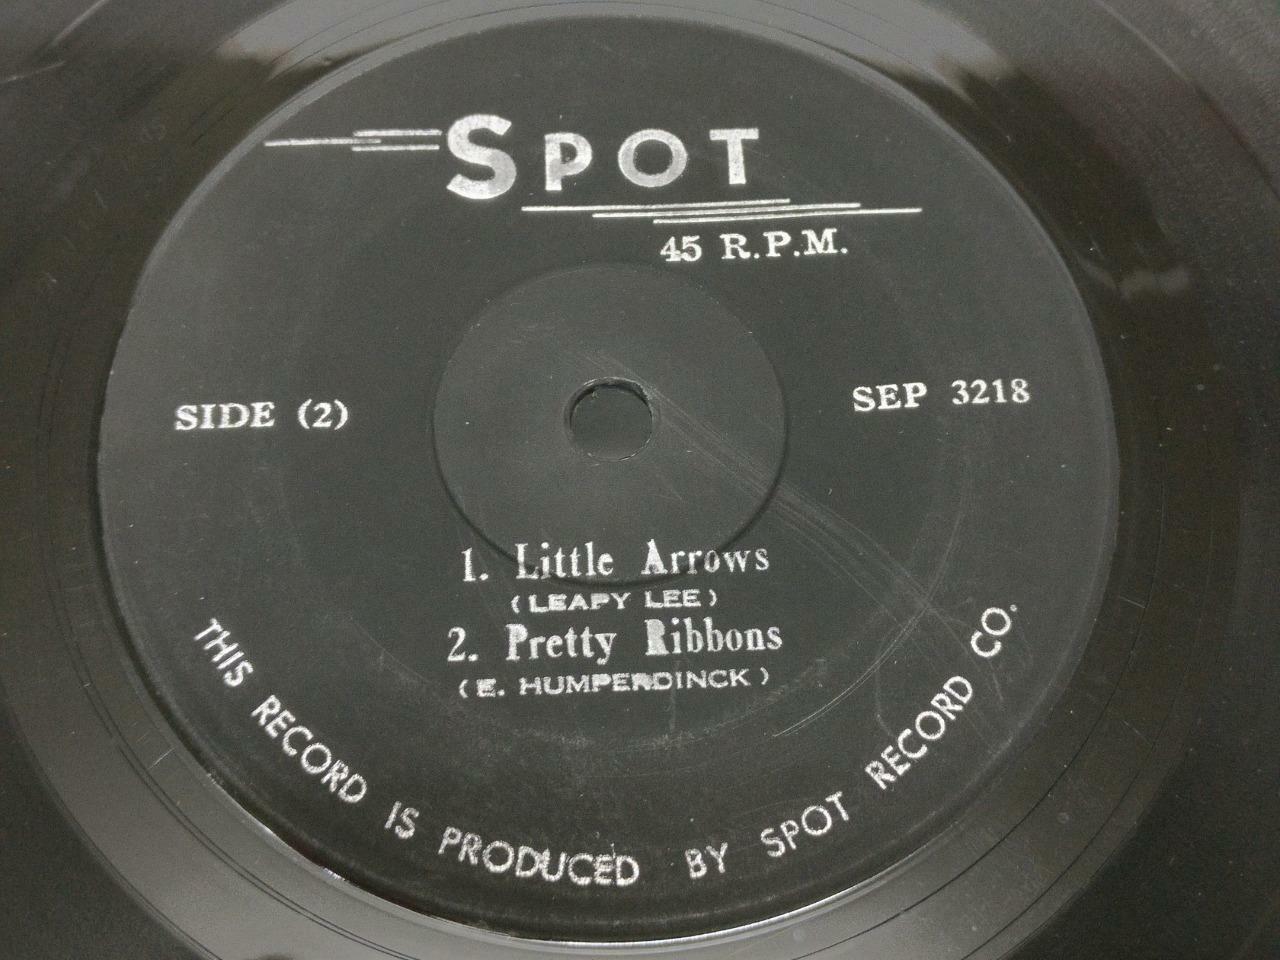 SPOT
45 R.P.M.
SIDE (2)
SEP 3218
1. Little Arrows
(LEAPY LEE)
2. Pretty Ribbons
(E. HUMPERDINCK)
THIS RECORD IS PRODUCED BY SPOT RECORD CO.